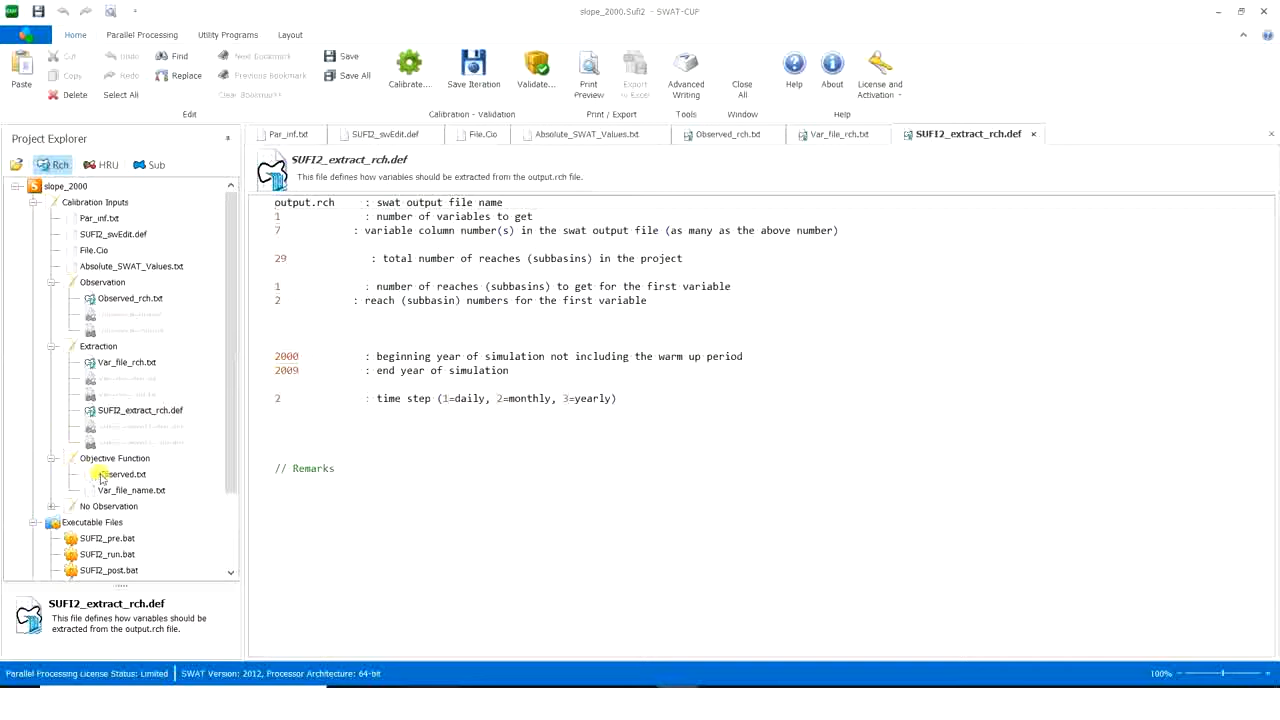 slope_2000.Sufi2 - SWAT-CUP
Home Parallel Processing Utility Programs Layout
Paste
Cut
Copy
Delete
Undo
Redo
Select All
Find
Replace
Next Bookmark
Previous Bookmark
Clear Bookmarks
Save
Save All
Calibrate...
Save Iteration
Validate...
Print Preview
Export to Excel
Advanced Writing
Close All
Help
About
License and Activation
Edit
Calibration - Validation
Print / Export
Tools
Window
Help
Project Explorer
Rch HRU Sub
slope_2000
Calibration Inputs
Par_inf.txt
SUFI2_swEdit.def
File.Cio
Absolute_SWAT_Values.txt
Observation
Observed_rch.txt
Extraction
Var_file_rch.txt
SUFI2_extract_rch.def
Objective Function
Var_file_name.txt
No Observation
Executable Files
SUFI2_pre.bat
SUFI2_run.bat
SUFI2_post.bat
SUFI2_extract_rch.def
This file defines how variables should be
extracted from the output.rch file.
Par_inf.txt SUFI2_swEdit.def File.Cio Absolute_SWAT_Values.txt Observed_rch.txt Var_file_rch.txt SUFI2_extract_rch.def
SUFI2_extract_rch.def
This file defines how variables should be extracted from the output.rch file.
output.rch : swat output file name
1 : number of variables to get
7 : variable column number(s) in the swat output file (as many as the above number)
29 : total number of reaches (subbasins) in the project
1 : number of reaches (subbasins) to get for the first variable
2 : reach (subbasin) numbers for the first variable
2000 : beginning year of simulation not including the warm up period
2009 : end year of simulation
2 : time step (1=daily, 2=monthly, 3=yearly)
// Remarks
Parallel Processing License Status: Limited SWAT Version: 2012, Processor Architecture: 64-bit
100%